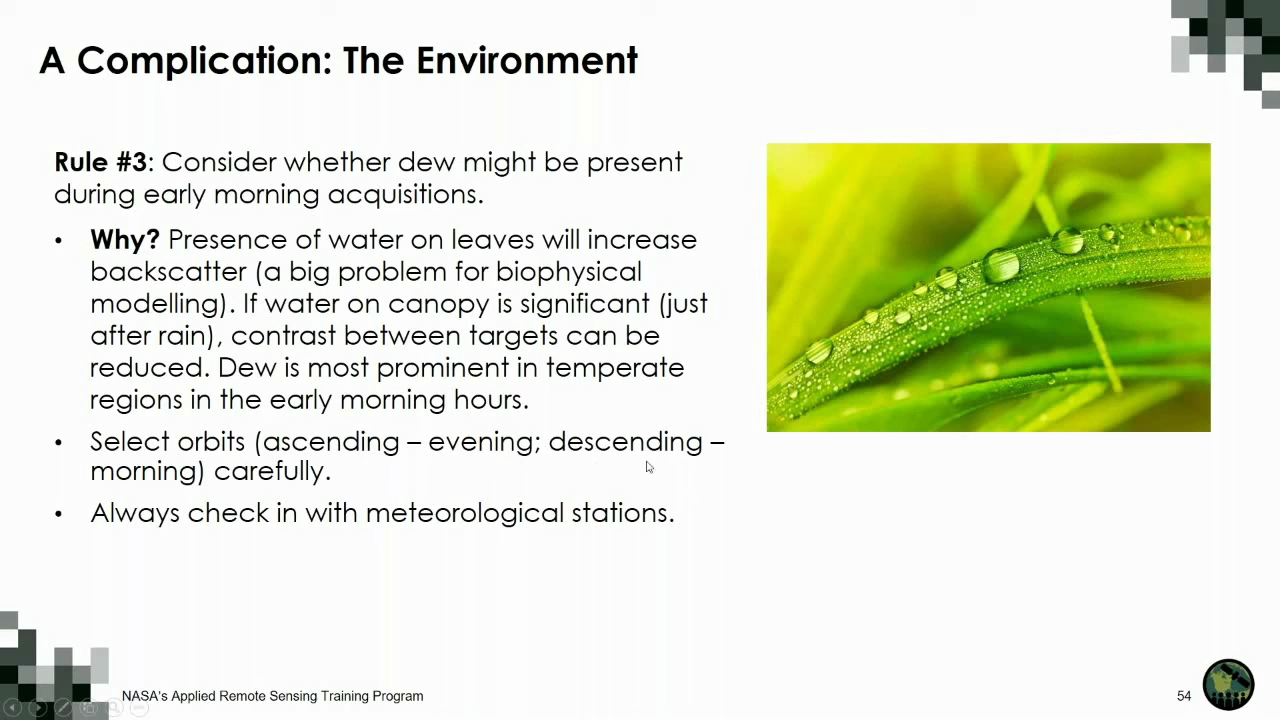 A Complication: The Environment
Rule #3: Consider whether dew might be present
during early morning acquisitions.
• Why? Presence of water on leaves will increase
backscatter (a big problem for biophysical
modelling). If water on canopy is significant (just
after rain), contrast between targets can be
reduced. Dew is most prominent in temperate
regions in the early morning hours.
• Select orbits (ascending – evening; descending –
morning) carefully.
• Always check in with meteorological stations.
NASA's Applied Remote Sensing Training Program
54